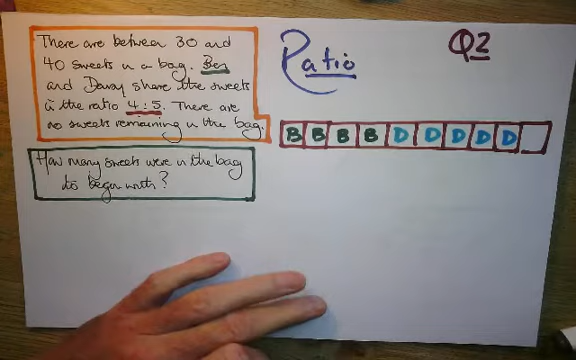 There are between 30 and
40 sweets in a bag. Ben
and Darcy share the sweets
in the ratio 4:5. There are
no sweets remaining in the bag.
How many sweets were in the bag
to begin with?
Ratio
Q2
B B B B D D D D D